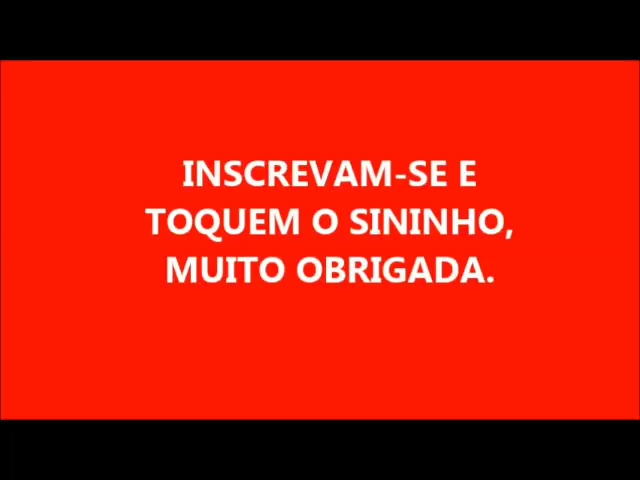 INSCREVAM-SE E
TOQUEM O SININHO,
MUITO OBRIGADA.